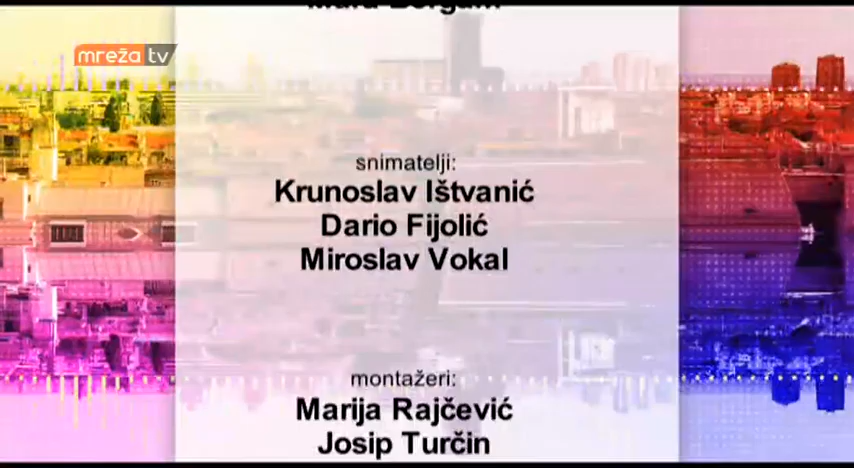 mreža tv
snimatelji:
Krunoslav Ištvanić
Dario Fijolić
Miroslav Vokal
montažeri:
Marija Rajčević
Josip Turčin